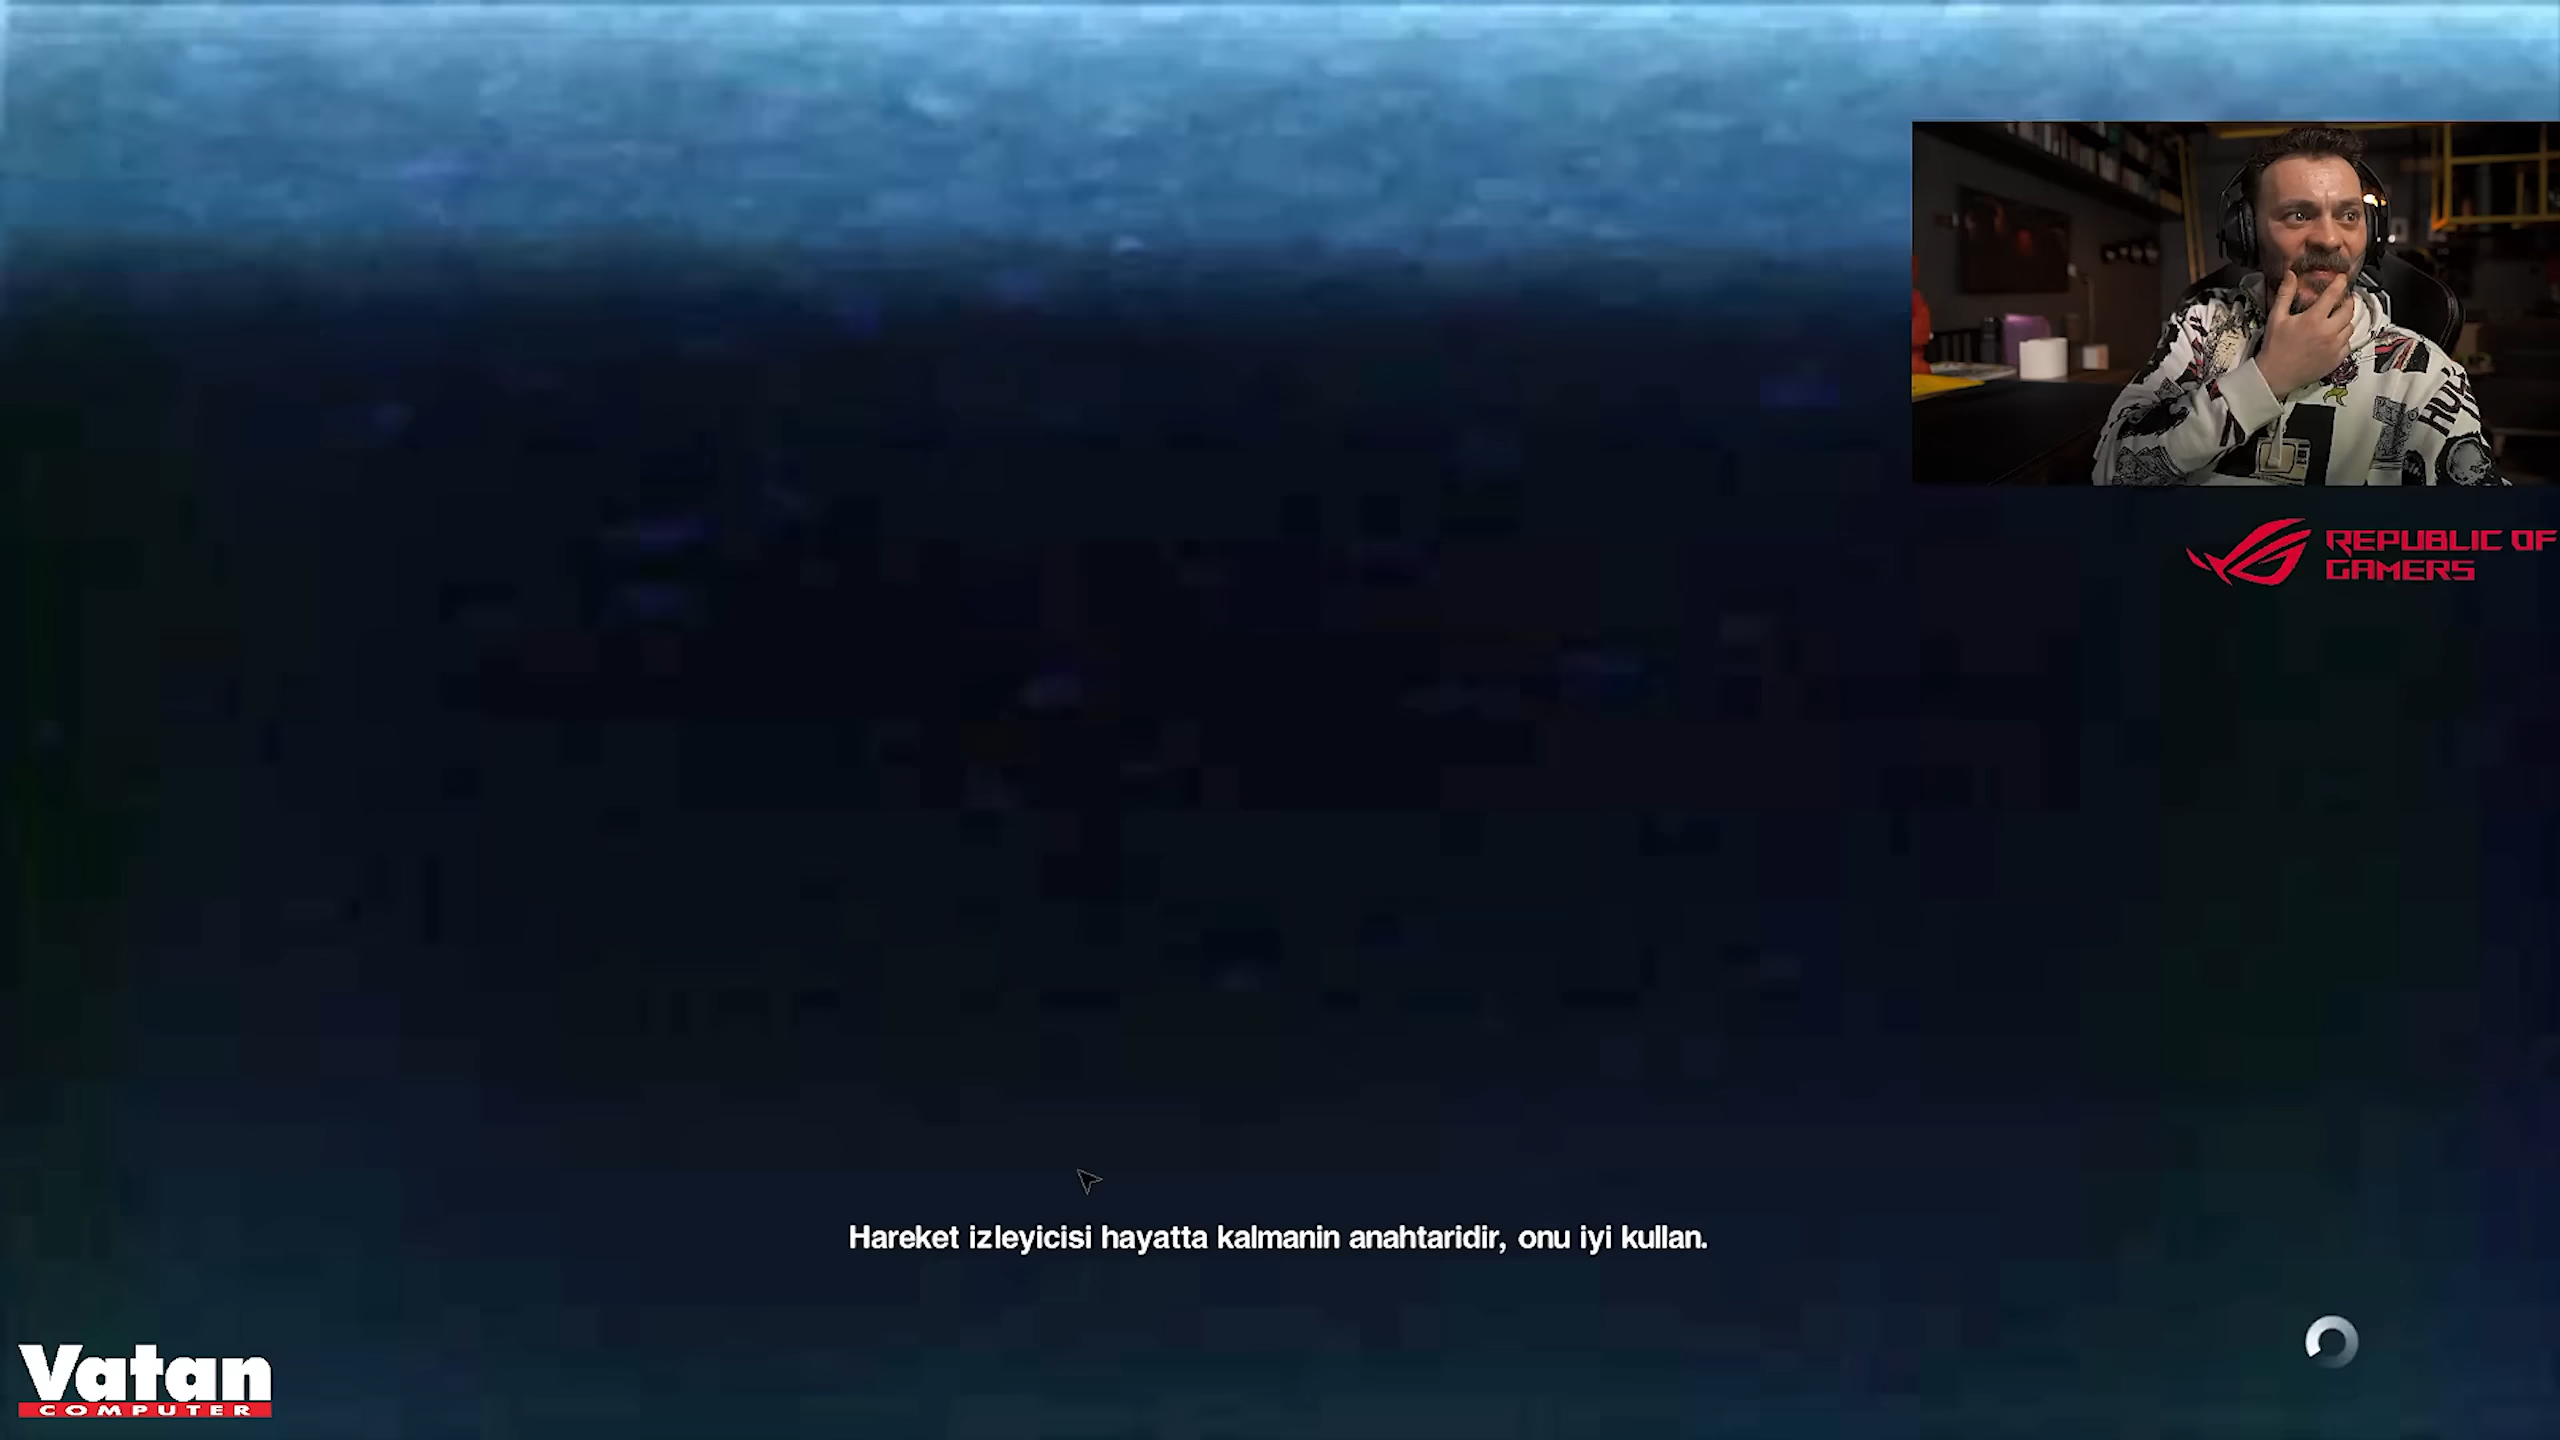 REPUBLIC OF
GAMERS
Hareket izleyicisi hayatta kalmanin anahtaridir, onu iyi kullan.
Vatan
COMPUTER